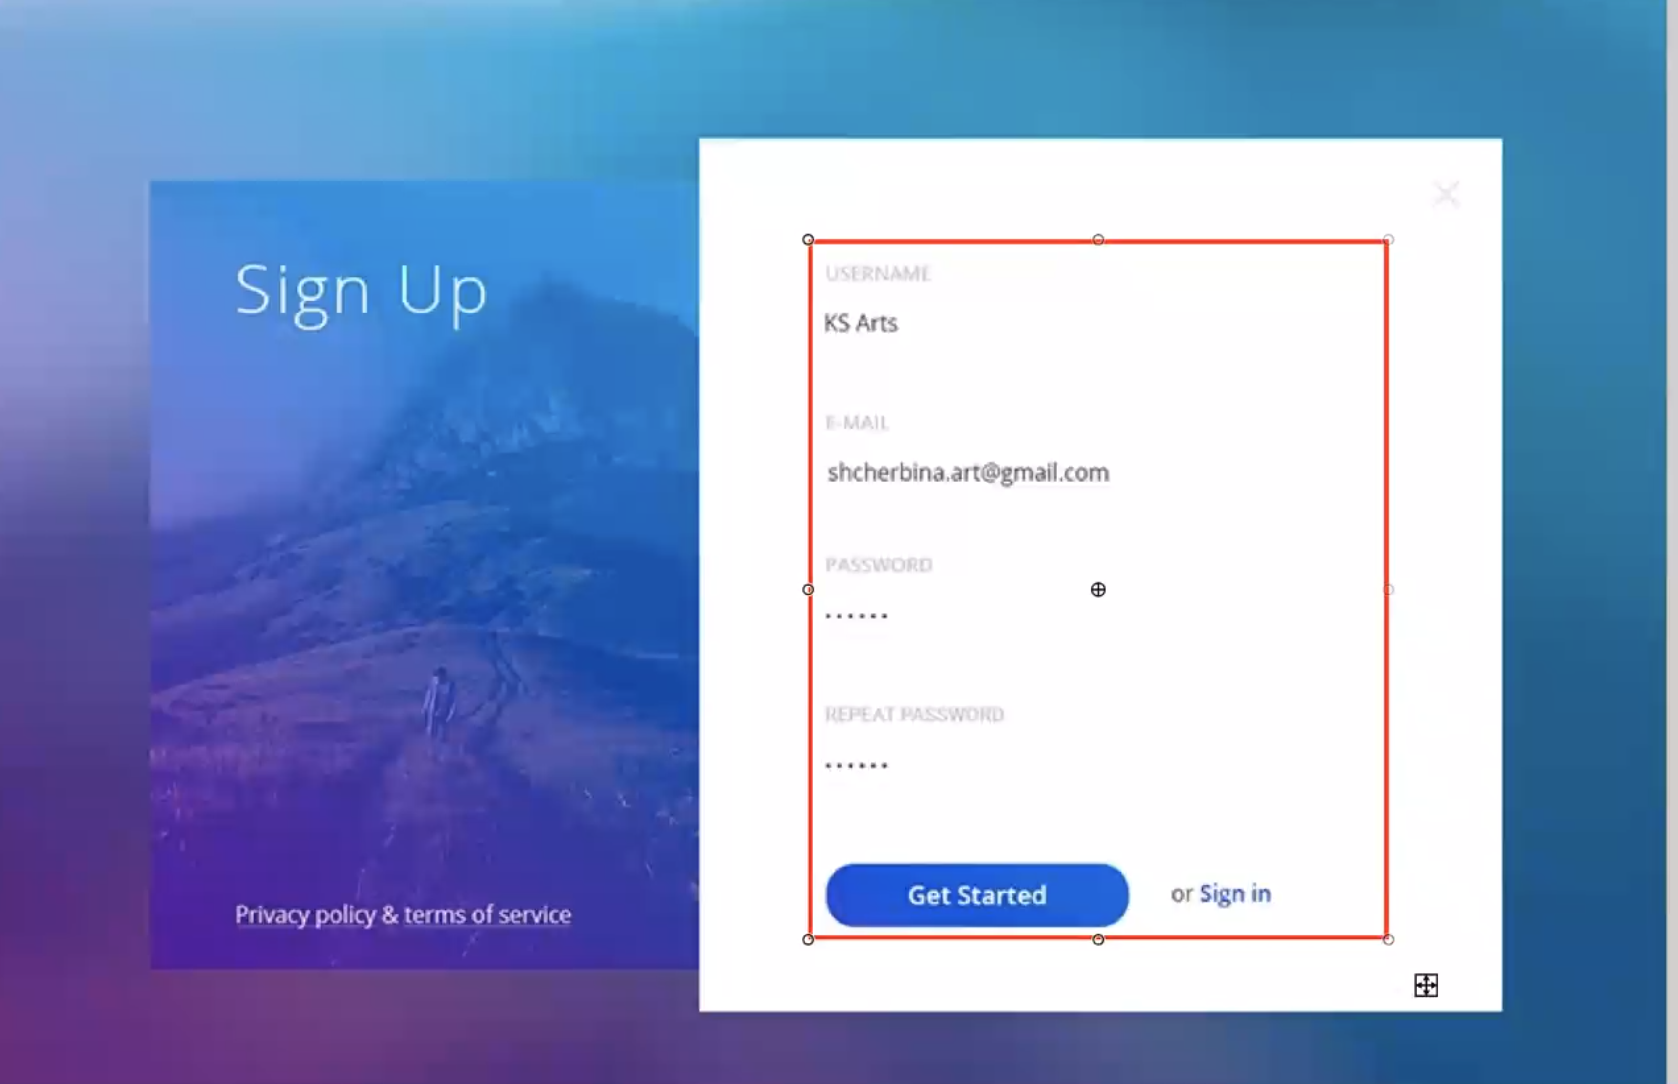 Sign Up
Privacy policy & terms of service
USERNAME
KS Arts
E-MAIL
shcherbina.art@gmail.com
PASSWORD
••••••
REPEAT PASSWORD
••••••
Get Started
or Sign in